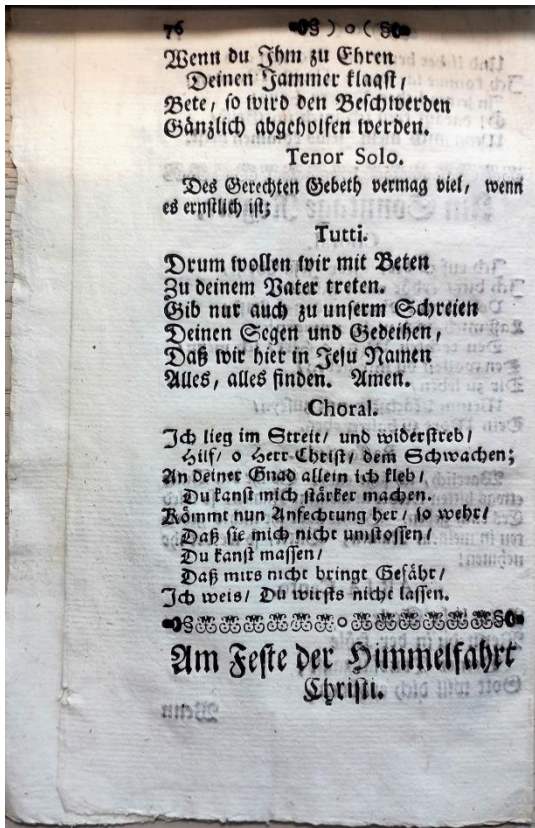 76 ) o (
Wenn du Ihm zu Ehren
Deinen Jammer klagst,
Bete, so wird den Beschwerden
Gänzlich abgeholfen werden.
Tenor Solo.
Des Gerechten Gebeth vermag viel, wenn
es ernstlich ist;
Tutti.
Drum wollen wir mit Beten
Zu deinem Vater treten.
Gib nur auch zu unserm Schreien
Deinen Segen und Gedeihen,
Daß wir hier in Jesu Namen
Alles, alles finden. Amen.
Choral.
Ich lieg im Streit/ und widerstreb/
Hilf/ o Herr Christ/ dem Schwachen;
An deiner Gnad allein ich kleb/
Du kanst mich stärker machen.
Kömmt nun Anfechtung her/ so wehr/
Daß sie mich nicht umstossen/
Du kanst massen/
Daß mirs nicht bringt Gefähr/
Ich weis/ Du wirsts nicht lassen.
Am Feste der Himmelfahrt
Christi.